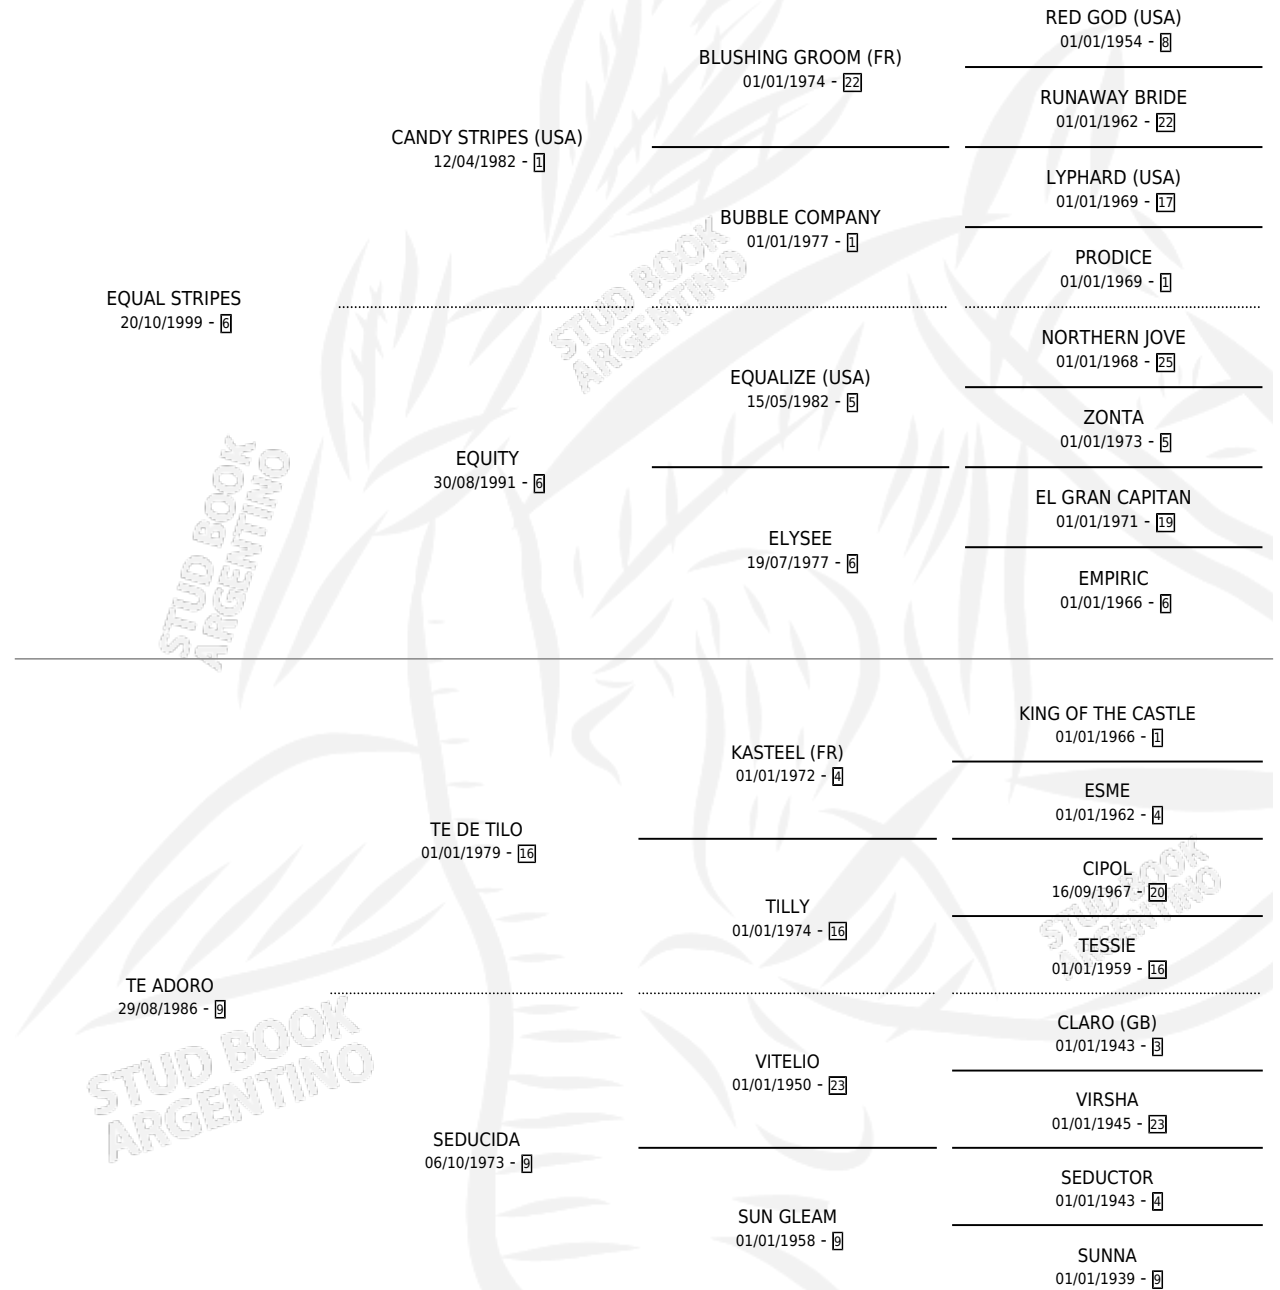 RED GOD (USA)
01/01/1954 - 8
BLUSHING GROOM (FR)
01/01/1974 - 22
RUNAWAY BRIDE
01/01/1962 - 22
CANDY STRIPES (USA)
12/04/1982 - 1
LYPHARD (USA)
01/01/1969 - 17
BUBBLE COMPANY
01/01/1977 - 1
PRODICE
01/01/1969 - 1
EQUAL STRIPES
20/10/1999 - 6
STUD BOOK
ARGENTINO
NORTHERN JOVE
01/01/1968 - 25
EQUALIZE (USA)
15/05/1982 - 5
ZONTA
01/01/1973 - 5
EQUITY
30/08/1991 - 6
EL GRAN CAPITAN
01/01/1971 - 19
ELYSEE
19/07/1977 - 6
EMPIRIC
01/01/1966 - 6
STUD BOOK
ARGENTINO
KING OF THE CASTLE
01/01/1966 - 1
KASTEEL (FR)
01/01/1972 - 4
ESME
01/01/1962 - 4
TE DE TILO
01/01/1979 - 16
CIPOL
16/09/1967 - 20
TILLY
01/01/1974 - 16
STUD BOOK
ARGENTINO
TESSIE
01/01/1959 - 16
TE ADORO
29/08/1986 - 9
CLARO (GB)
01/01/1943 - 3
VITELIO
01/01/1950 - 23
STUD BOOK
ARGENTINO
VIRSHA
01/01/1945 - 23
SEDUCIDA
06/10/1973 - 9
SEDUCTOR
01/01/1943 - 4
SUN GLEAM
01/01/1958 - 9
SUNNA
01/01/1939 - 9